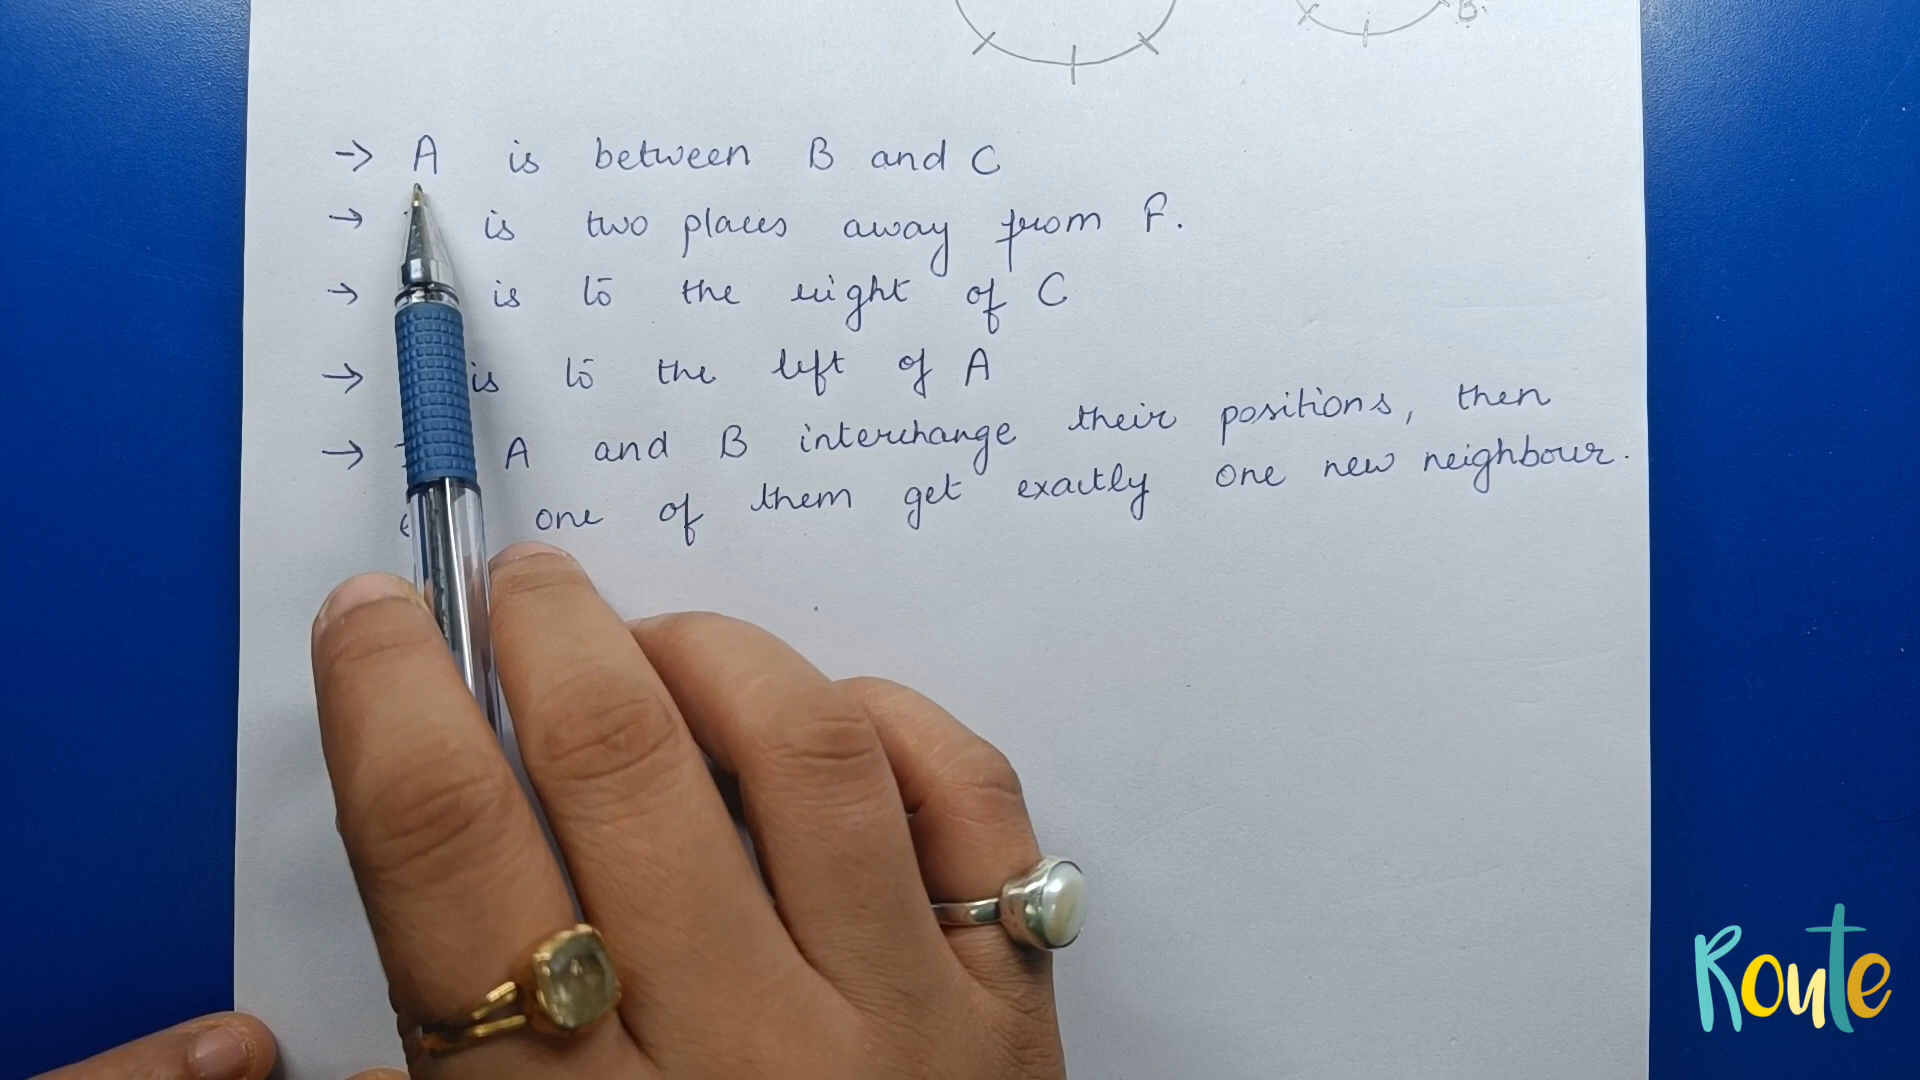 B.
→ A is between B and C
→ is two places away from F.
→ is to the right of C
→ is to the left of A
→ A and B interchange their positions, then
one of them get exactly one new neighbour.
Route